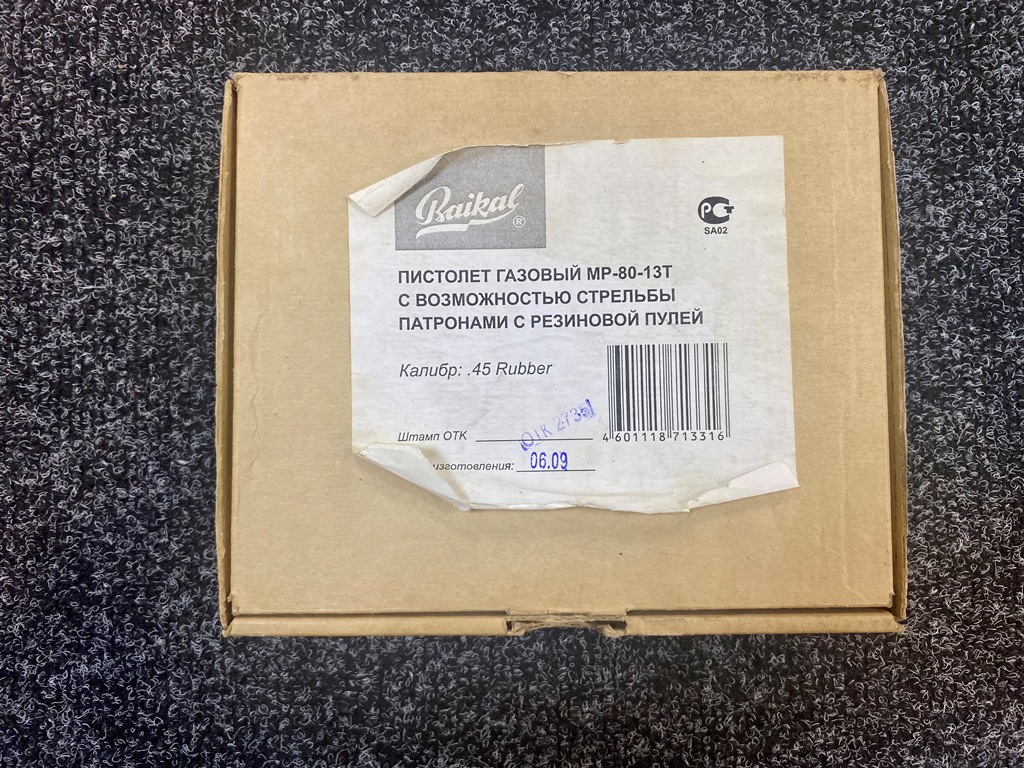 Baikal®
РСТ
SA02
ПИСТОЛЕТ ГАЗОВЫЙ МР-80-13Т
С ВОЗМОЖНОСТЬЮ СТРЕЛЬБЫ
ПАТРОНАМИ С РЕЗИНОВОЙ ПУЛЕЙ
Калибр: .45 Rubber
Штамп ОТК
4 601118 713316
изготовления: 06.09